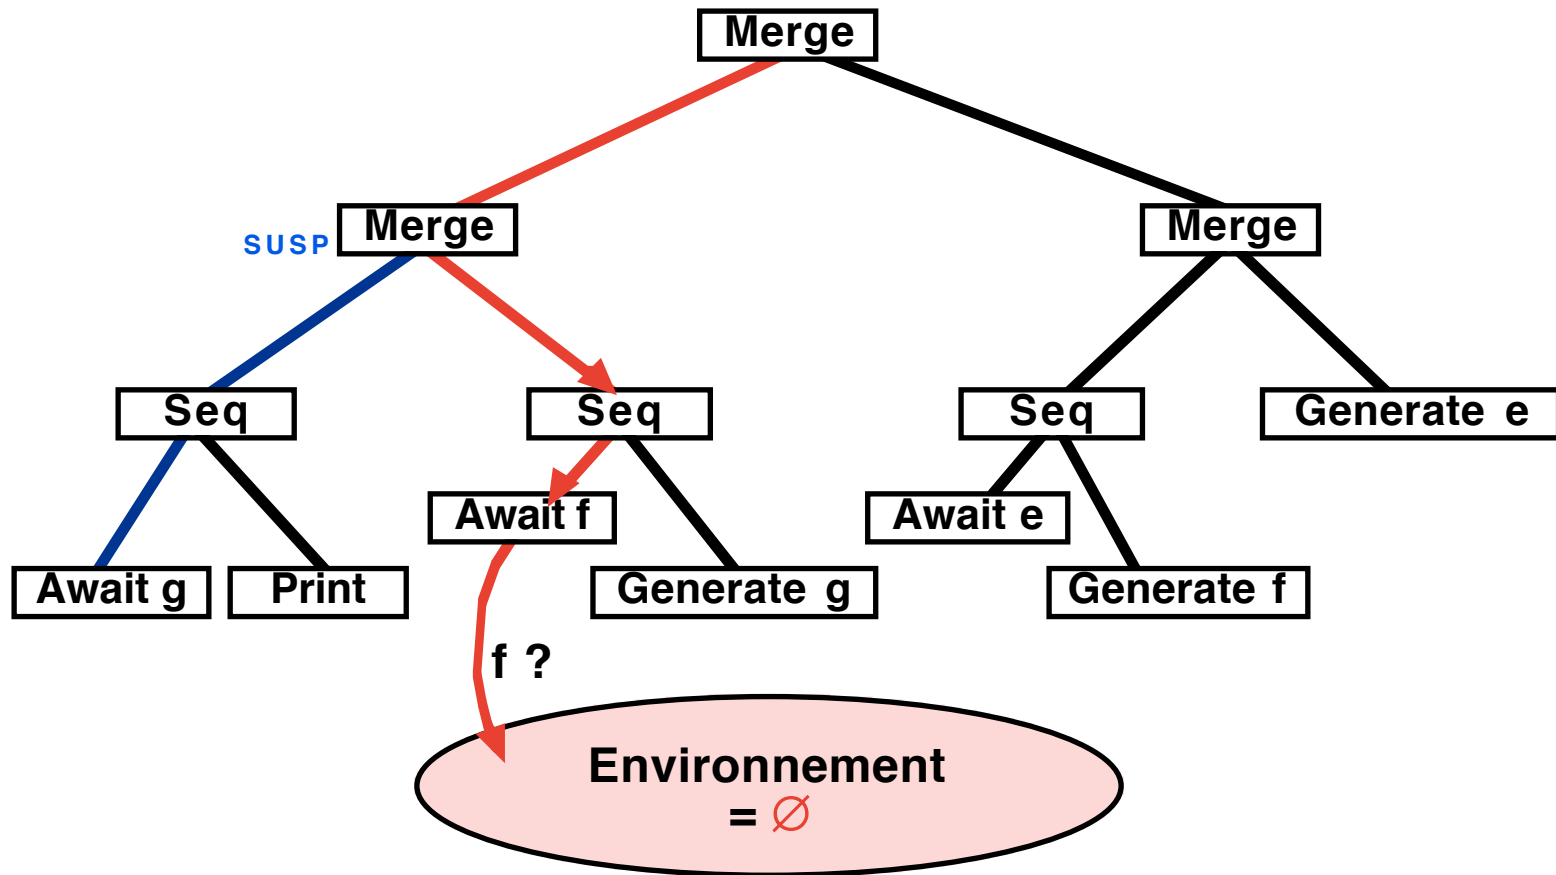 Merge
Merge
SUSP
Merge
Seq
Seq
Seq
Generate e
Await f
Await e
Await g
Print
Generate g
Generate f
f ?
Environnement
= ∅